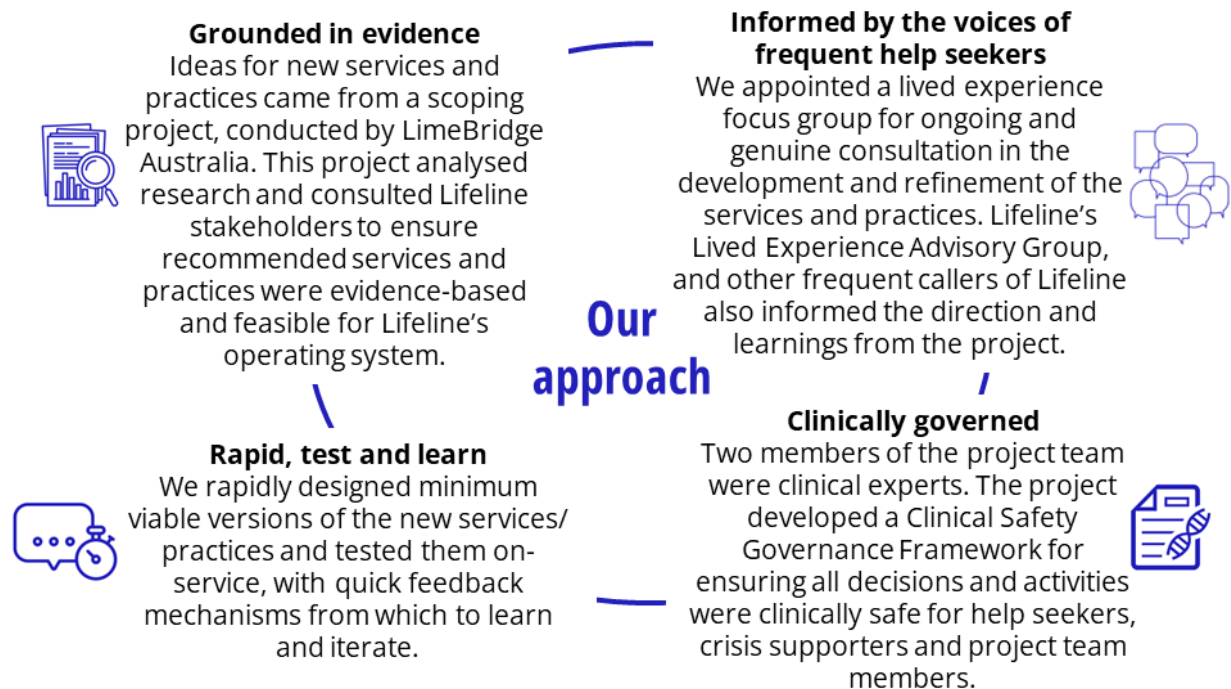 Grounded in evidence
Ideas for new services and
practices came from a scoping
project, conducted by LimeBridge
Australia. This project analysed
research and consulted Lifeline
stakeholders to ensure
recommended services and
practices were evidence-based
and feasible for Lifeline’s
operating system.
Informed by the voices of
frequent help seekers
We appointed a lived experience
focus group for ongoing and
genuine consultation in the
development and refinement of the
services and practices. Lifeline’s
Lived Experience Advisory Group,
and other frequent callers of Lifeline
also informed the direction and
learnings from the project.
Our
approach
Rapid, test and learn
We rapidly designed minimum
viable versions of the new services/
practices and tested them on-
service, with quick feedback
mechanisms from which to learn
and iterate.
Clinically governed
Two members of the project team
were clinical experts. The project
developed a Clinical Safety
Governance Framework for
ensuring all decisions and activities
were clinically safe for help seekers,
crisis supporters and project team
members.